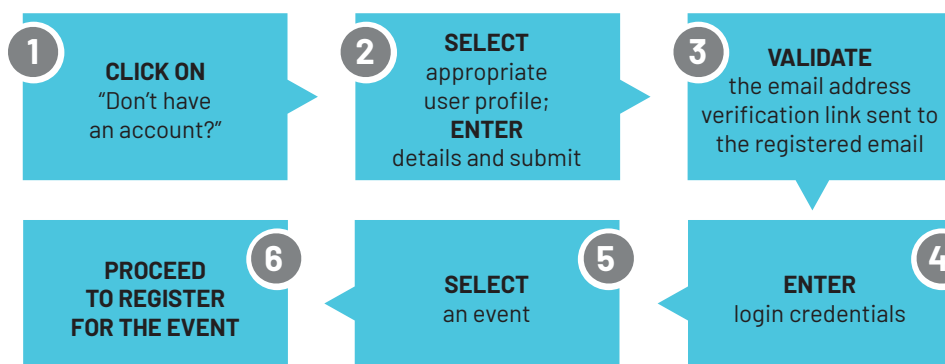 1
CLICK ON
“Don’t have
an account?”
2
SELECT
appropriate
user profile;
ENTER
details and submit
3
VALIDATE
the email address
verification link sent to
the registered email
4
ENTER
login credentials
5
SELECT
an event
6
PROCEED
TO REGISTER
FOR THE EVENT